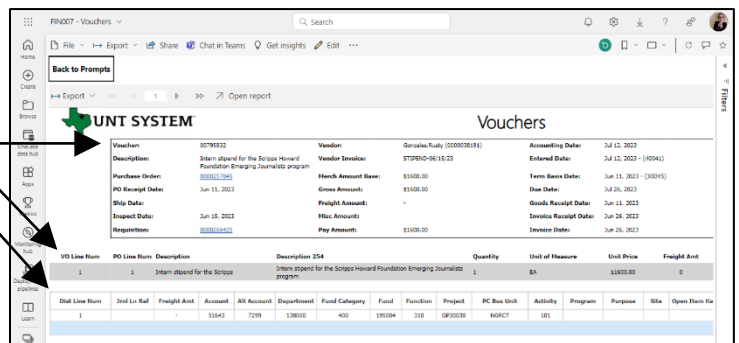 FIN007 - Vouchers
Search
File Export Share Chat in Teams Get insights Edit ...
Home
Create
Browse
OneLake data hub
Apps
Metrics
Monitoring hub
Deployment pipelines
Learn
Filters
Back to Prompts
Export 1 Open report
UNT SYSTEM
Vouchers
Voucher: 00795832 Vendor: Gonzales,Rusty (0000038191) Accounting Date: Jul 12, 2023
Description: Intern stipend for the Scripps Howard Foundation Emerging Journalists program Vendor Invoice: STIPEND-06/15/23 Entered Date: Jul 12, 2023 - (40041)
Purchase Order: 0000257045 Merch Amount Base: $1600.00 Term Basis Date: Jun 11, 2023 - (30DYS)
PO Receipt Date: Jun 11, 2023 Gross Amount: $1600.00 Due Date: Jul 26, 2023
Ship Date: Freight Amount: - Goods Receipt Date: Jun 11, 2023
Inspect Date: Jun 15, 2023 Misc Amount: Invoice Receipt Date: Jun 26, 2023
Requisition: 0000266425 Pay Amount: $1600.00 Invoice Date: Jun 26, 2023
VO Line Num PO Line Num Description Description 254 Quantity Unit of Measure Unit Price Freight Amt
1 1 Intern stipend for the Scripps Intern stipend for the Scripps Howard Foundation Emerging Journalists program 1 EA $1600.00 0
Dist Line Num Jrnl Ln Ref Freight Amt Account Alt Account Department Fund Category Fund Function Project PC Bus Unit Activity Program Purpose Site Open Item Ke
1 - 51643 7299 138000 400 195004 310 GP30030 NGRCT 101